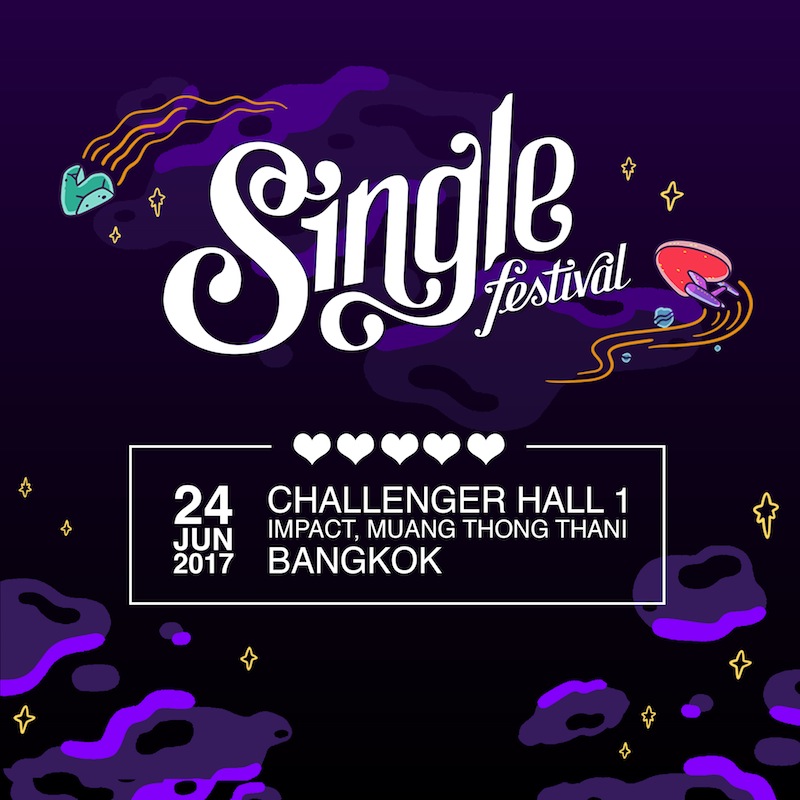 Single
festival
24
JUN
2017
CHALLENGER HALL 1
IMPACT, MUANG THONG THANI
BANGKOK